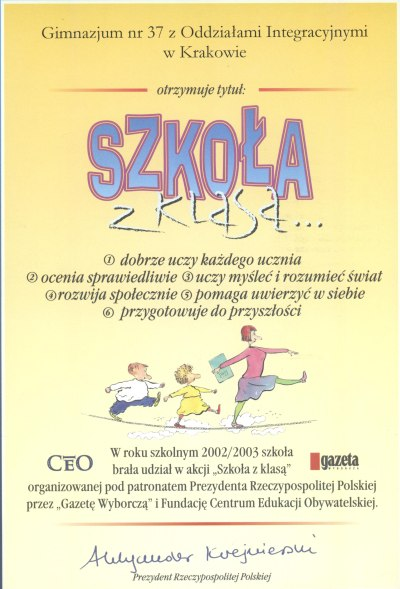 Gimnazjum nr 37 z Oddziałami Integracyjnymi
w Krakowie
otrzymuje tytuł:
SZKOŁA
z klasą...
① dobrze uczy każdego ucznia
② ocenia sprawiedliwie ③ uczy myśleć i rozumieć świat
④ rozwija społecznie ⑤ pomaga uwierzyć w siebie
⑥ przygotowuje do przyszłości
CEO
gazeta
W roku szkolnym 2002/2003 szkoła
brała udział w akcji „Szkoła z klasą”
organizowanej pod patronatem Prezydenta Rzeczypospolitej Polskiej
przez „Gazetę Wyborczą” i Fundację Centrum Edukacji Obywatelskiej.
Aleksander Kwaśniewski
Prezydent Rzeczypospolitej Polskiej